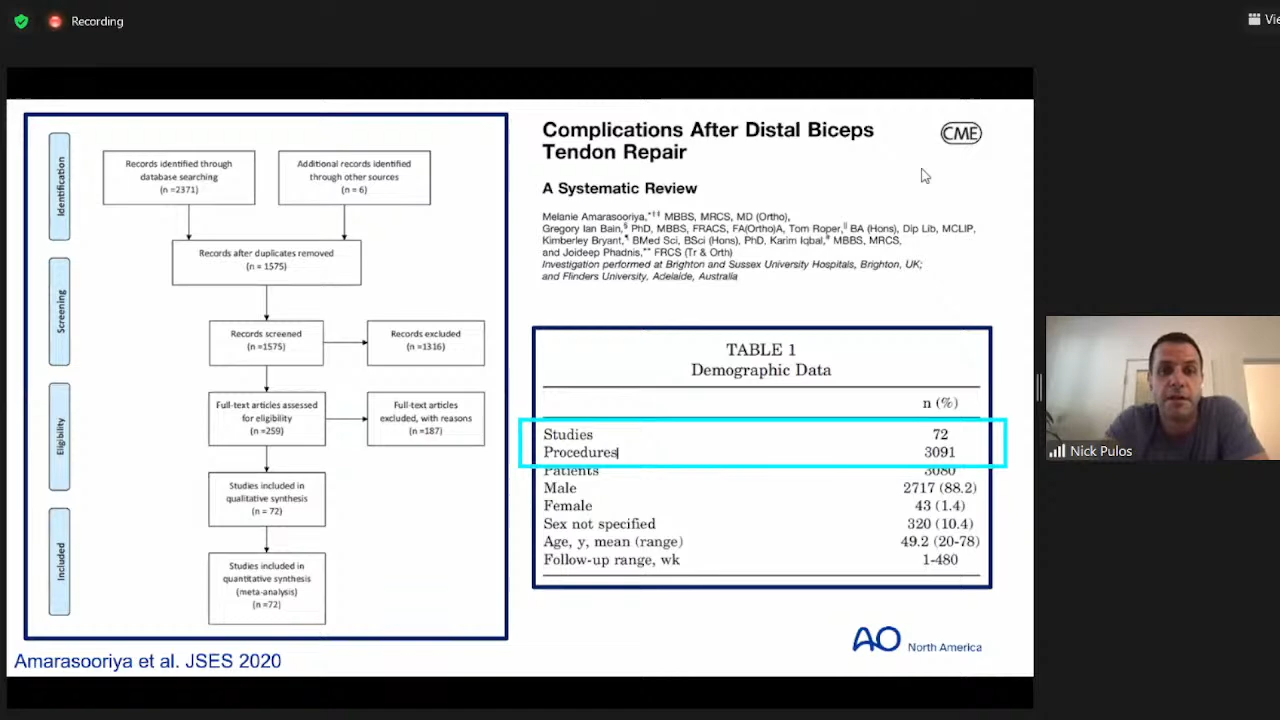 Recording
Vie
Identification
Records identified through
database searching
(n =2371)
Additional records identified
through other sources
(n = 6)
Records after duplicates removed
(n = 1575)
Screening
Records screened
(n =1575)
Records excluded
(n =1316)
Eligibility
Full-text articles assessed
for eligibility
(n =259)
Full-text articles
excluded, with reasons
(n =187)
Studies included in
qualitative synthesis
(n = 72)
Included
Studies included in
quantitative synthesis
(meta-analysis)
(n =72)
Amarasooriya et al. JSES 2020
Complications After Distal Biceps
Tendon Repair
CME
A Systematic Review
Melanie Amarasooriya,*†‡ MBBS, MRCS, MD (Ortho),
Gregory Ian Bain,§ PhD, MBBS, FRACS, FA(Ortho)A, Tom Roper,|| BA (Hons), Dip Lib, MCLIP,
Kimberley Bryant,¶ BMed Sci, BSci (Hons), PhD, Karim Iqbal,# MBBS, MRCS,
and Joideep Phadnis,** FRCS (Tr & Orth)
Investigation performed at Brighton and Sussex University Hospitals, Brighton, UK;
and Flinders University, Adelaide, Australia
TABLE 1
Demographic Data
n (%)
Studies 72
Procedures 3091
Patients 3080
Male 2717 (88.2)
Female 43 (1.4)
Sex not specified 320 (10.4)
Age, y, mean (range) 49.2 (20-78)
Follow-up range, wk 1-480
AO North America
Nick Pulos